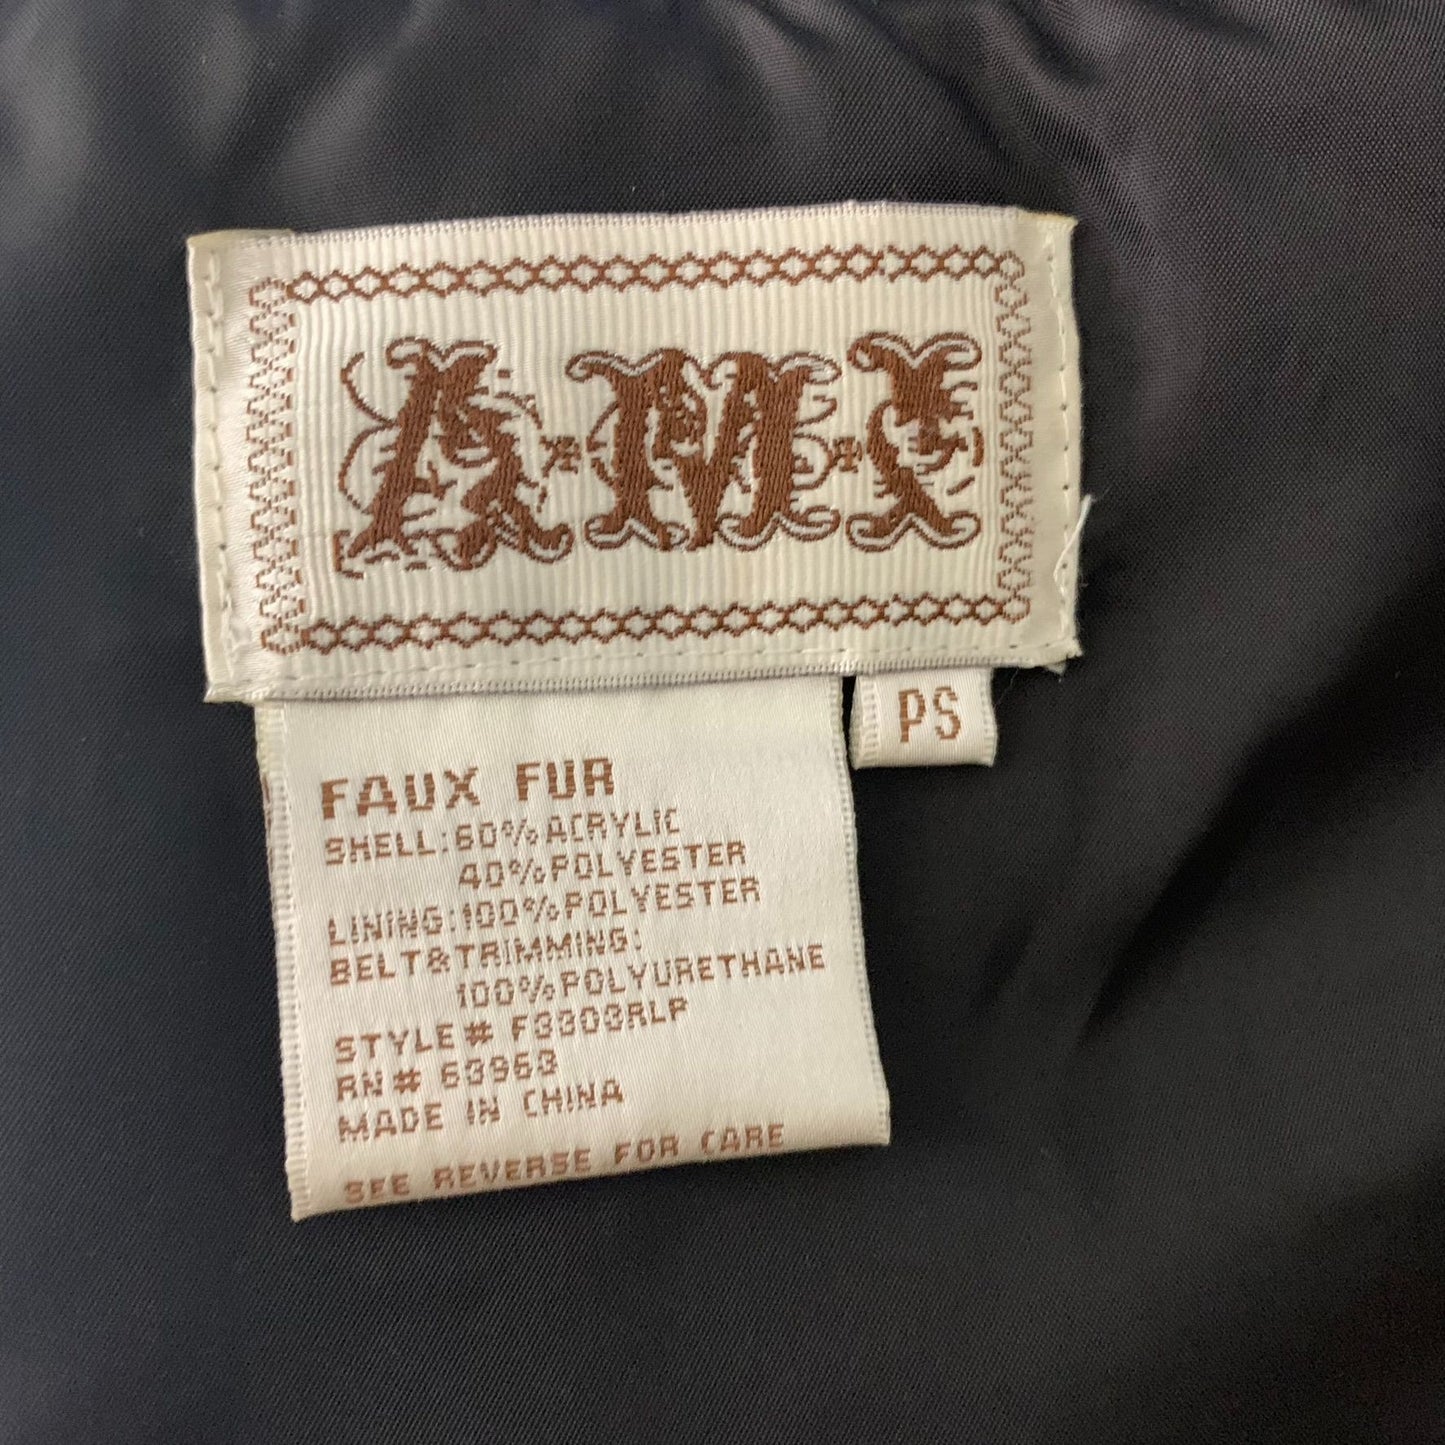 A·M·I
PS
FAUX FUR
SHELL:60%ACRYLIC
40%POLYESTER
LINING:100%POLYESTER
BELT&TRIMMING:
100%POLYURETHANE
STYLE# F3303RLP
RN# 63963
MADE IN CHINA
SEE REVERSE FOR CARE